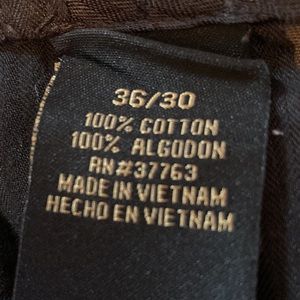 36/30
100% COTTON
100% ALGODON
RN#37763
MADE IN VIETNAM
HECHO EN VIETNAM